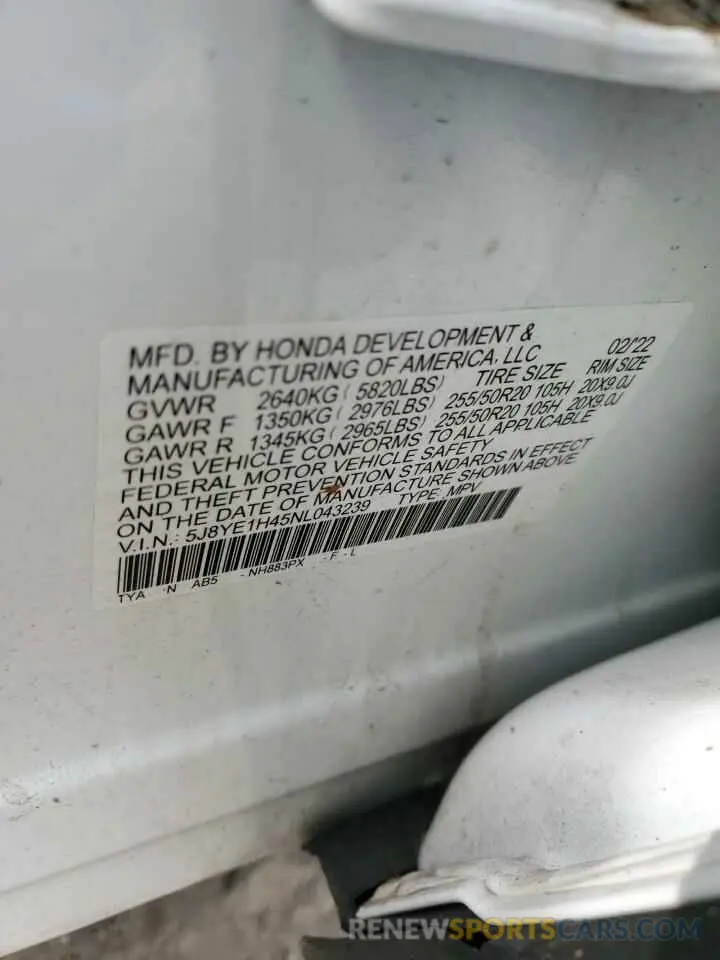 MFD. BY HONDA DEVELOPMENT &
MANUFACTURING OF AMERICA, LLC 02/'22
GVWR 2640KG ( 5820LBS) TIRE SIZE RIM SIZE
GAWR F 1350KG ( 2976LBS) 255/50R20 105H 20X9.0J
GAWR R 1345KG ( 2965LBS) 255/50R20 105H 20X9.0J
THIS VEHICLE CONFORMS TO ALL APPLICABLE
FEDERAL MOTOR VEHICLE SAFETY
AND THEFT PREVENTION STANDARDS IN EFFECT
ON THE DATE OF MANUFACTURE SHOWN ABOVE
V.I.N.: 5J8YE1H45NL043239 TYPE: MPV
TYA -N AB5 - NH883PX - F - L
RENEWSPORTSCARS.COM